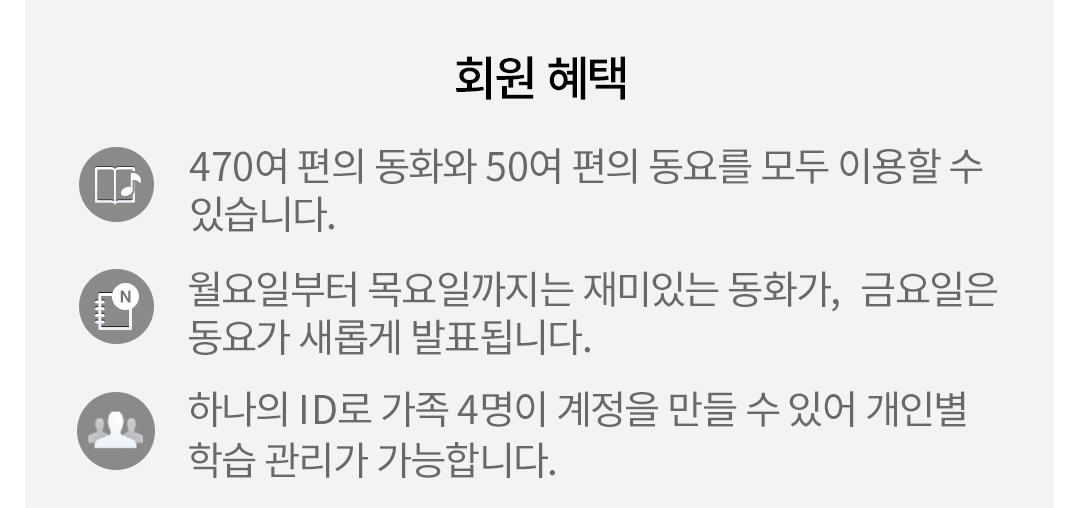 회원 혜택
470여 편의 동화와 50여 편의 동요를 모두 이용할 수
있습니다.
N
월요일부터 목요일까지는 재미있는 동화가, 금요일은
동요가 새롭게 발표됩니다.
하나의 ID로 가족 4명이 계정을 만들 수 있어 개인별
학습 관리가 가능합니다.